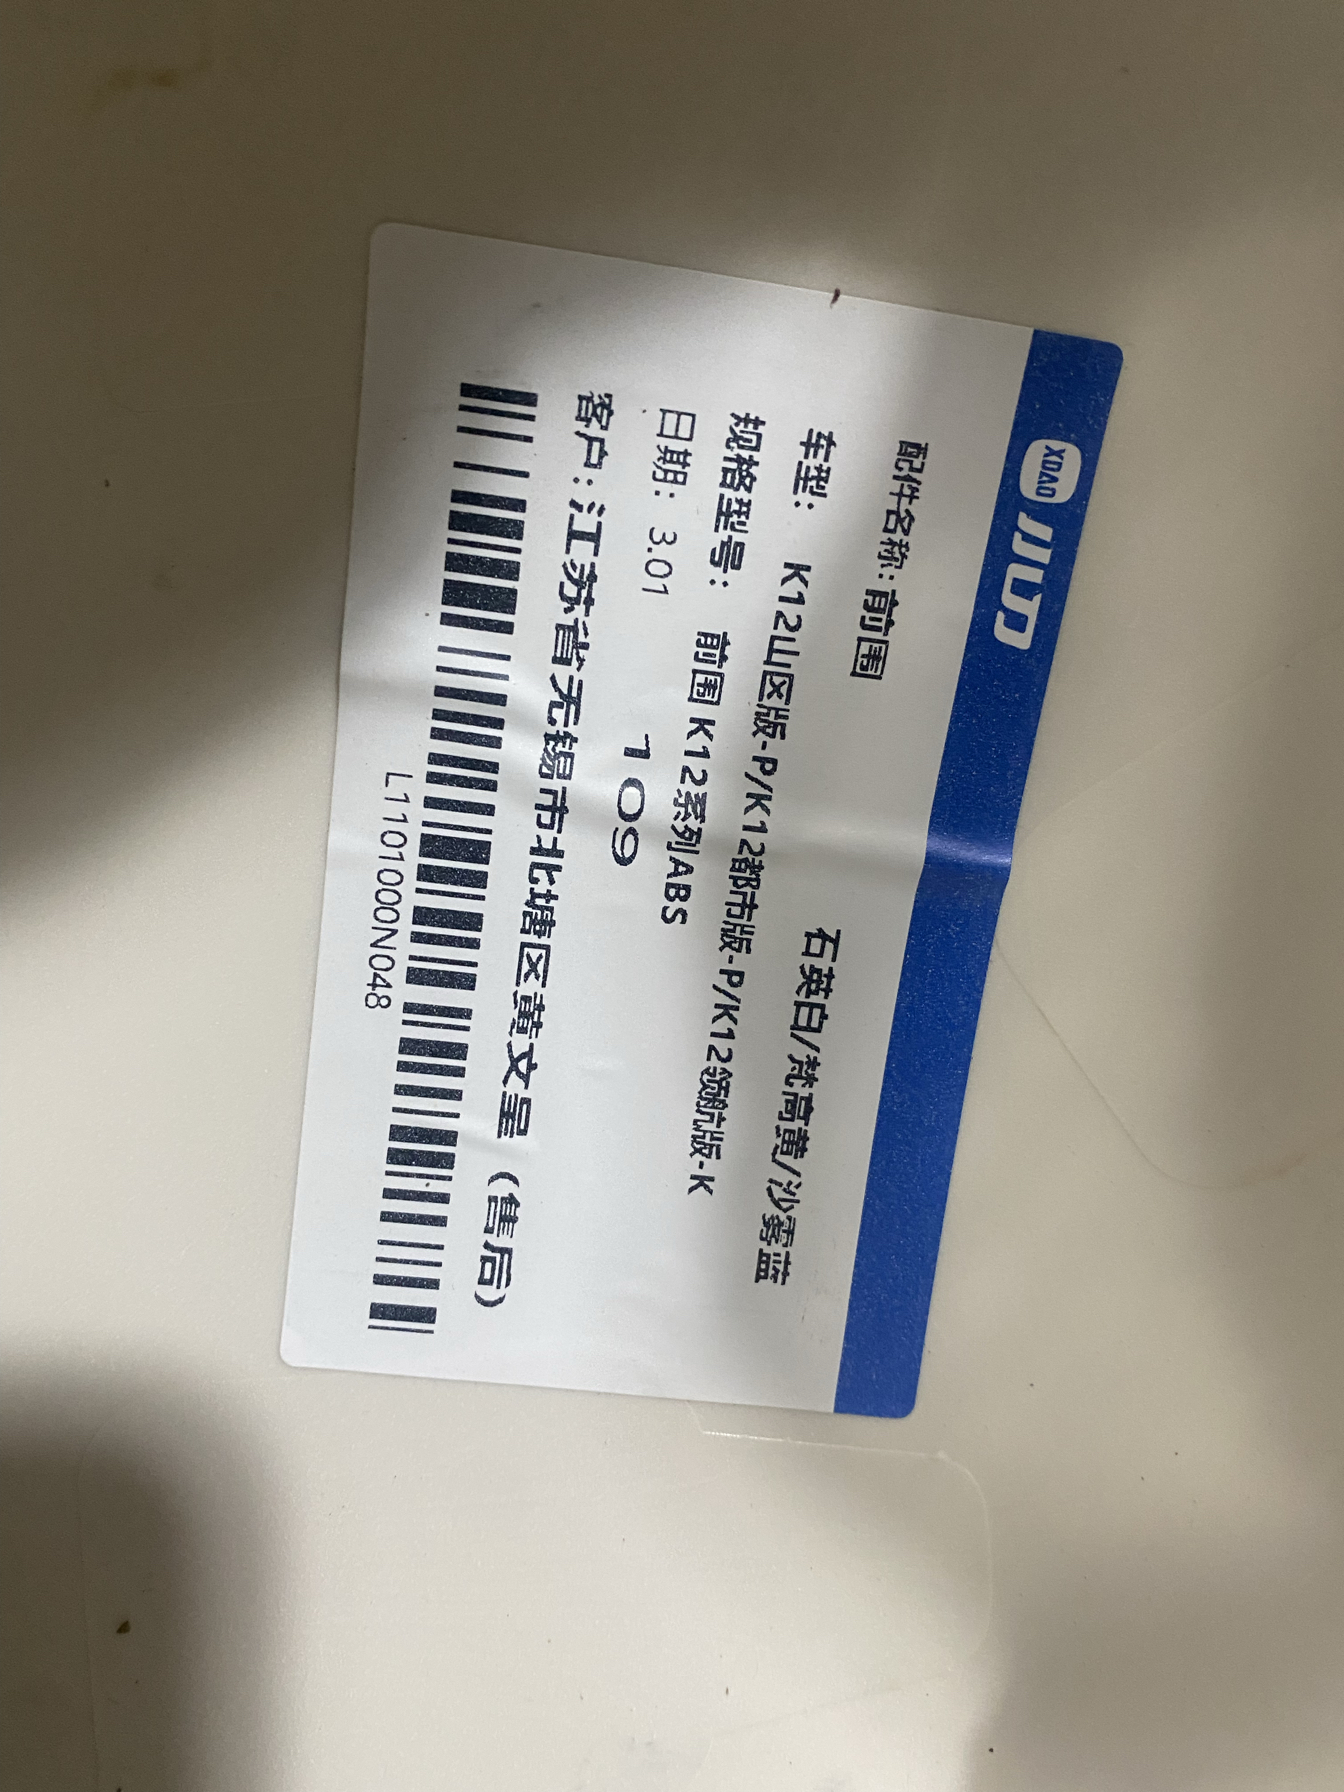 XDAO 小刀
配件名称: 前围
石英白/梵高黄/沙雾蓝
车型: K12山区版-P/K12都市版-P/K12领航版-K
规格型号: 前围 K12系列ABS
日期: 3.01
109
客户: 江苏省无锡市北塘区黄文呈 (售后)
L1101000N048